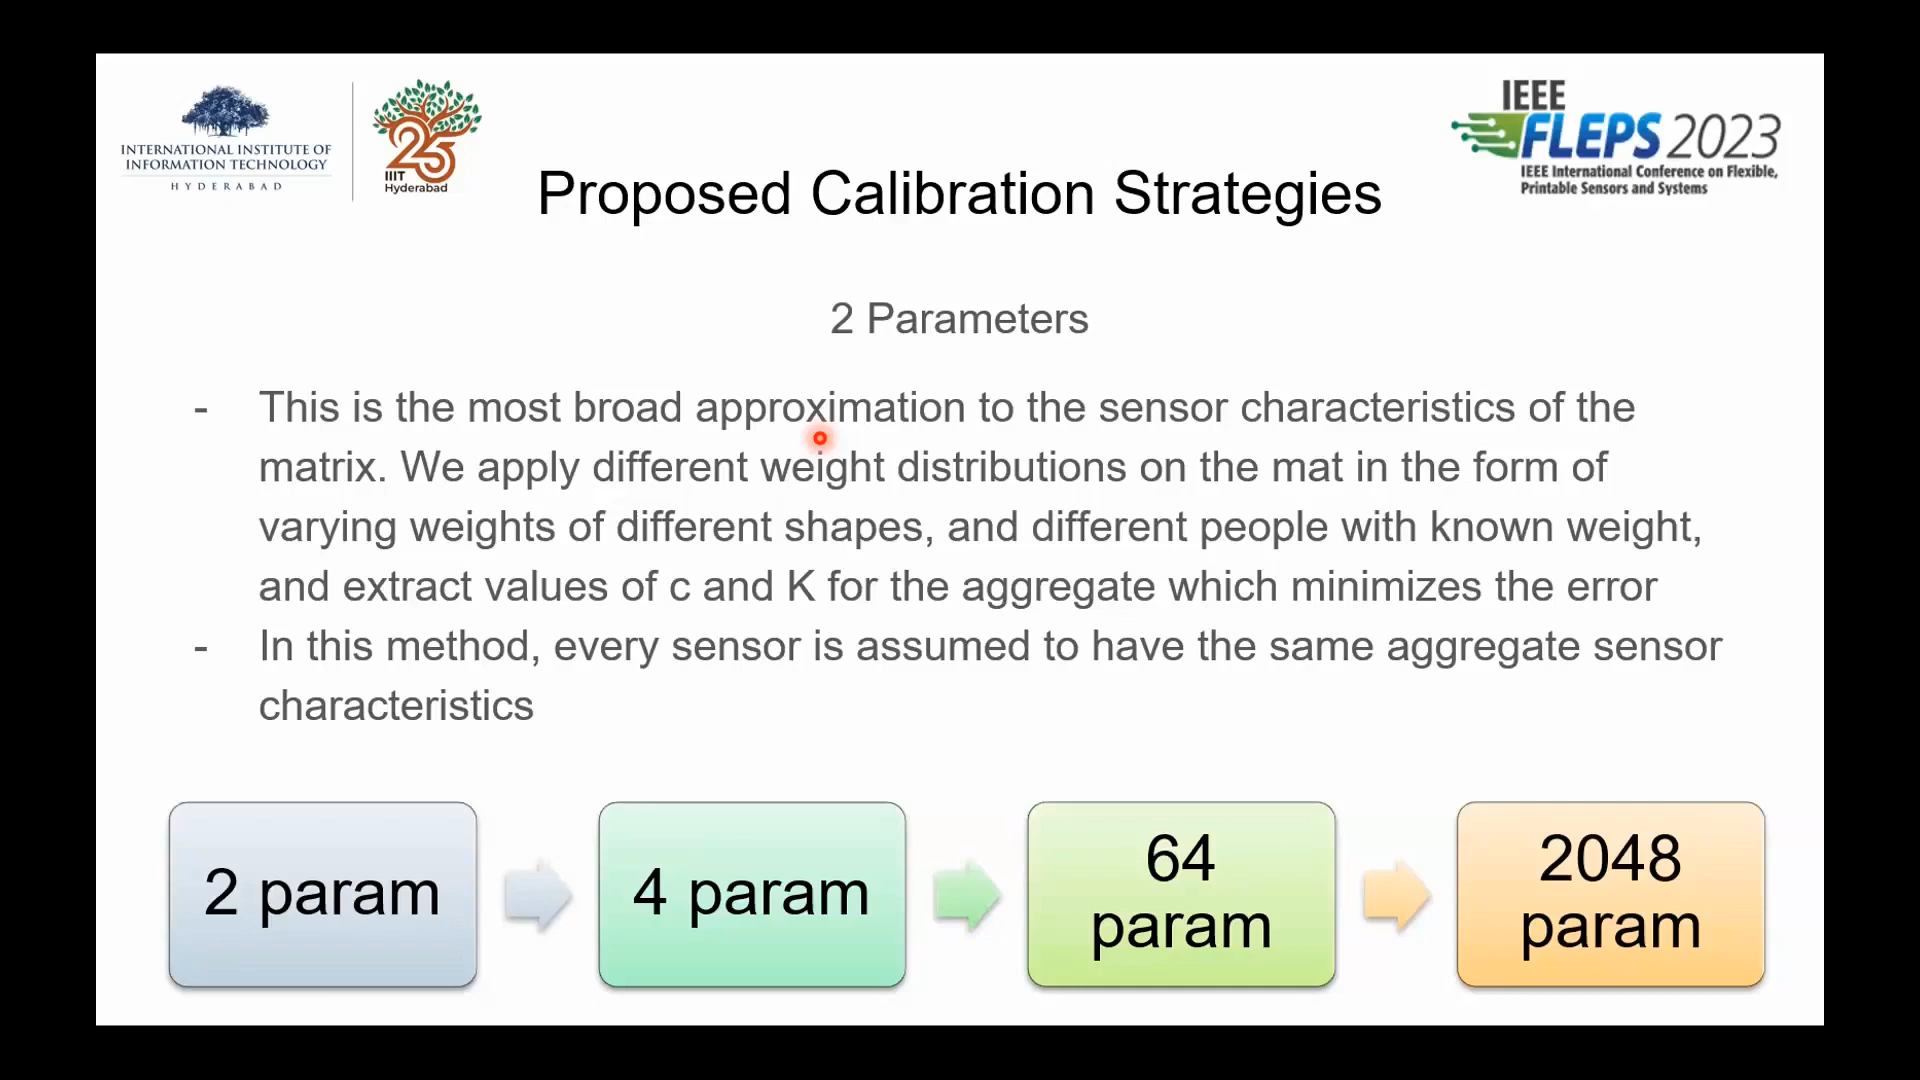 INTERNATIONAL INSTITUTE OF
INFORMATION TECHNOLOGY
HYDERABAD
25
IIIT
Hyderabad
IEEE
FLEPS 2023
IEEE International Conference on Flexible,
Printable Sensors and Systems
Proposed Calibration Strategies
2 Parameters
- This is the most broad approximation to the sensor characteristics of the
matrix. We apply different weight distributions on the mat in the form of
varying weights of different shapes, and different people with known weight,
and extract values of c and K for the aggregate which minimizes the error
- In this method, every sensor is assumed to have the same aggregate sensor
characteristics
2 param
4 param
64
param
2048
param